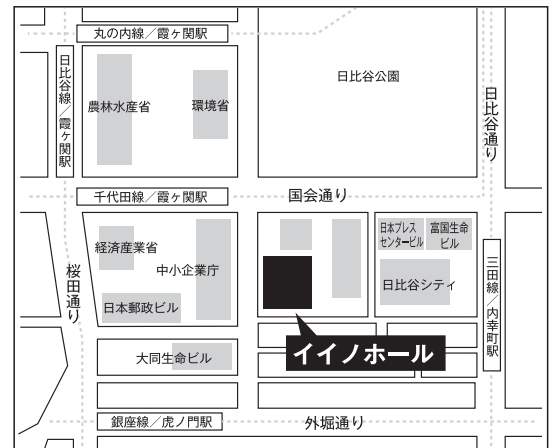 丸の内線／霞ヶ関駅
日比谷線／霞ヶ関駅
農林水産省
環境省
日比谷公園
日比谷通り
千代田線／霞ヶ関駅
国会通り
経済産業省
中小企業庁
日本郵政ビル
桜田通り
日本プレス
センタービル
富国生命
ビル
日比谷シティ
三田線／内幸町駅
イイノホール
大同生命ビル
銀座線／虎ノ門駅
外堀通り